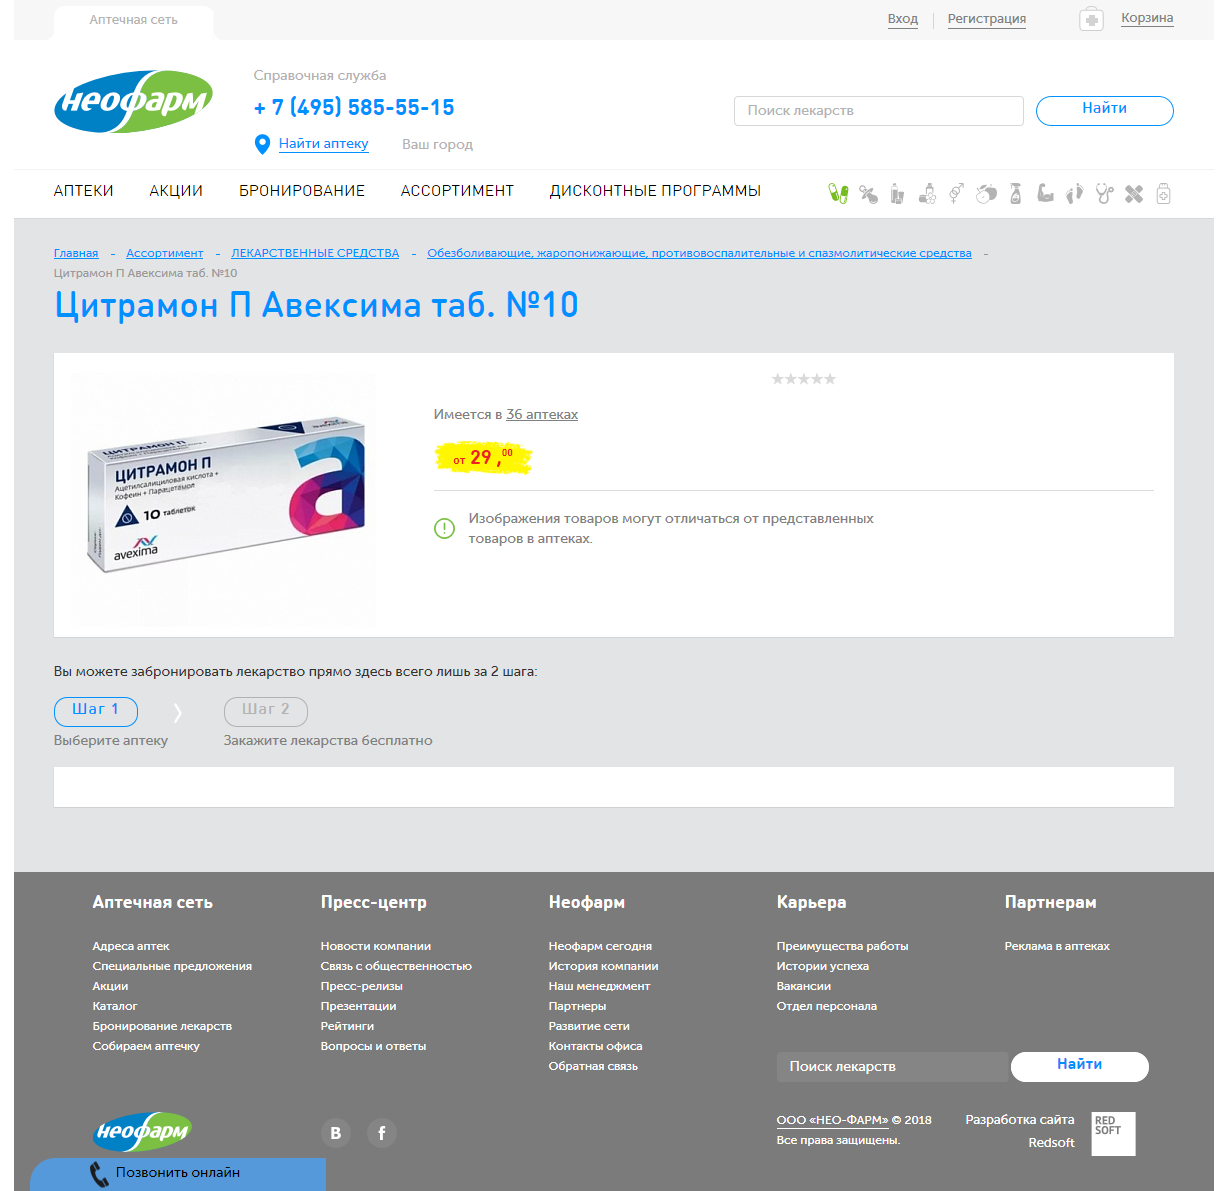 Аптечная сеть
Вход
Регистрация
Корзина
неофарм
Справочная служба
+ 7 (495) 585-55-15
Найти аптеку
Ваш город
Поиск лекарств
Найти
АПТЕКИ
АКЦИИ
БРОНИРОВАНИЕ
АССОРТИМЕНТ
ДИСКОНТНЫЕ ПРОГРАММЫ
Главная - Ассортимент - ЛЕКАРСТВЕННЫЕ СРЕДСТВА - Обезболивающие, жаропонижающие, противовоспалительные и спазмолитические средства -
Цитрамон П Авексима таб. №10
Цитрамон П Авексима таб. №10
ЦИТРАМОН П
ЦИТРАМОН П
Ацетилсалициловая кислота +
Кофеин + Парацетамол
10 таблеток
avexima
Имеется в 36 аптеках
от 29 ,00
Изображения товаров могут отличаться от представленных
товаров в аптеках.
Вы можете забронировать лекарство прямо здесь всего лишь за 2 шага:
Шаг 1
Шаг 2
Выберите аптеку
Закажите лекарства бесплатно
Аптечная сеть
Адреса аптек
Специальные предложения
Акции
Каталог
Бронирование лекарств
Собираем аптечку
Пресс-центр
Новости компании
Связь с общественностью
Пресс-релизы
Презентации
Рейтинги
Вопросы и ответы
Неофарм
Неофарм сегодня
История компании
Наш менеджмент
Партнеры
Развитие сети
Контакты офиса
Обратная связь
Карьера
Преимущества работы
Истории успеха
Вакансии
Отдел персонала
Партнерам
Реклама в аптеках
Поиск лекарств
Найти
неофарм
В
f
ООО «НЕО-ФАРМ» © 2018
Все права защищены.
Разработка сайта
Redsoft
RED
SOFT
Позвонить онлайн